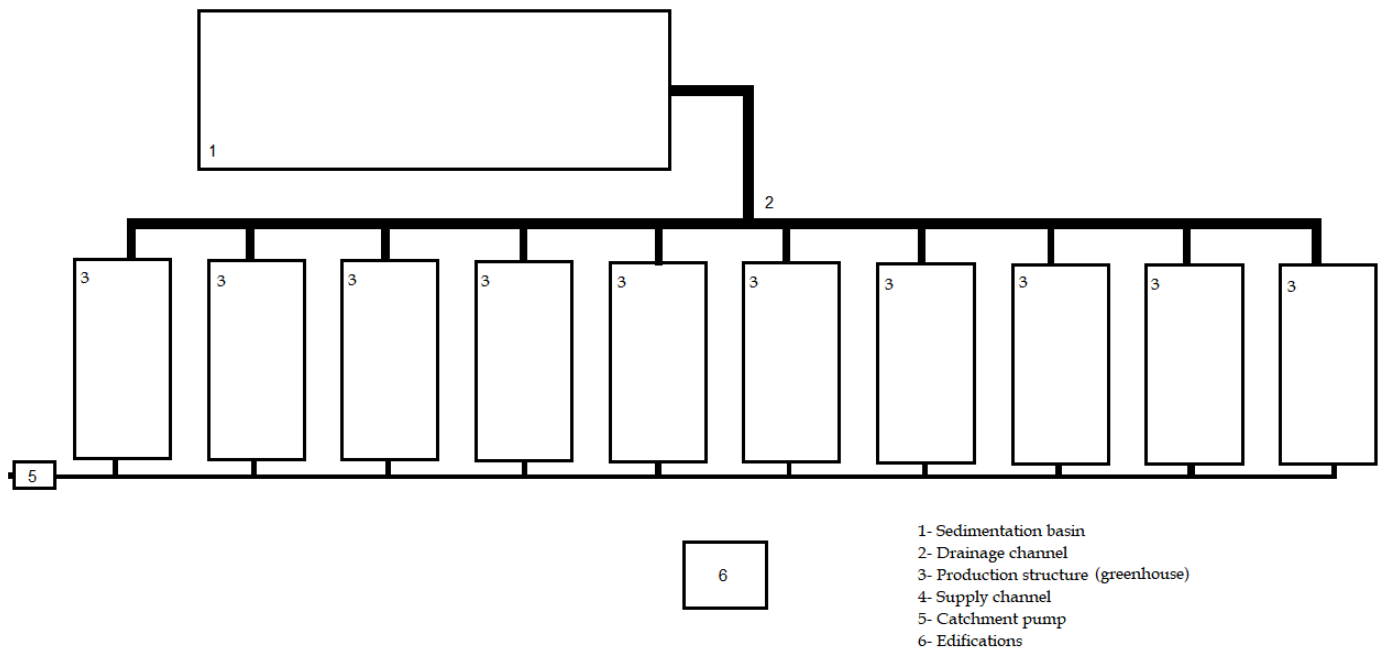 1
2
3 3 3 3 3 3 3 3 3 3
5
6
1- Sedimentation basin
2- Drainage channel
3- Production structure (greenhouse)
4- Supply channel
5- Catchment pump
6- Edifications